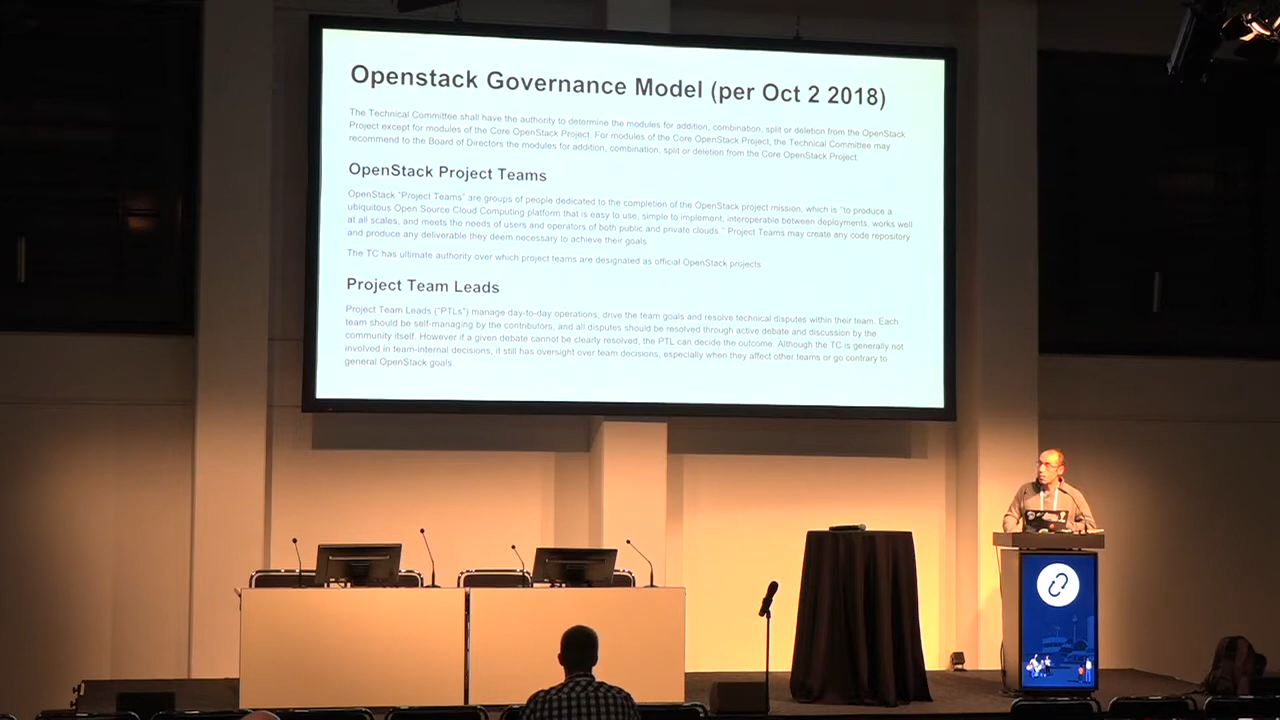 Openstack Governance Model (per Oct 2 2018)
The Technical Committee shall have the authority to determine the modules for addition, combination, split or deletion from the OpenStack
Project except for modules of the Core OpenStack Project. For modules of the Core OpenStack Project, the Technical Committee may
recommend to the Board of Directors the modules for addition, combination, split or deletion from the Core OpenStack Project.
OpenStack Project Teams
OpenStack "Project Teams" are groups of people dedicated to the completion of the OpenStack project mission, which is "to produce a
ubiquitous Open Source Cloud Computing platform that is easy to use, simple to implement, interoperable between deployments, works well
at all scales, and meets the needs of users and operators of both public and private clouds." Project Teams may create any code repository
and produce any deliverable they deem necessary to achieve their goals.
The TC has ultimate authority over which project teams are designated as official OpenStack projects
Project Team Leads
Project Team Leads ("PTLs") manage day-to-day operations, drive the team goals and resolve technical disputes within their team. Each
team should be self-managing by the contributors, and all disputes should be resolved through active debate and discussion by the
community itself. However if a given debate cannot be clearly resolved, the PTL can decide the outcome. Although the TC is generally not
involved in team-internal decisions, it still has oversight over team decisions, especially when they affect other teams or go contrary to
general OpenStack goals.